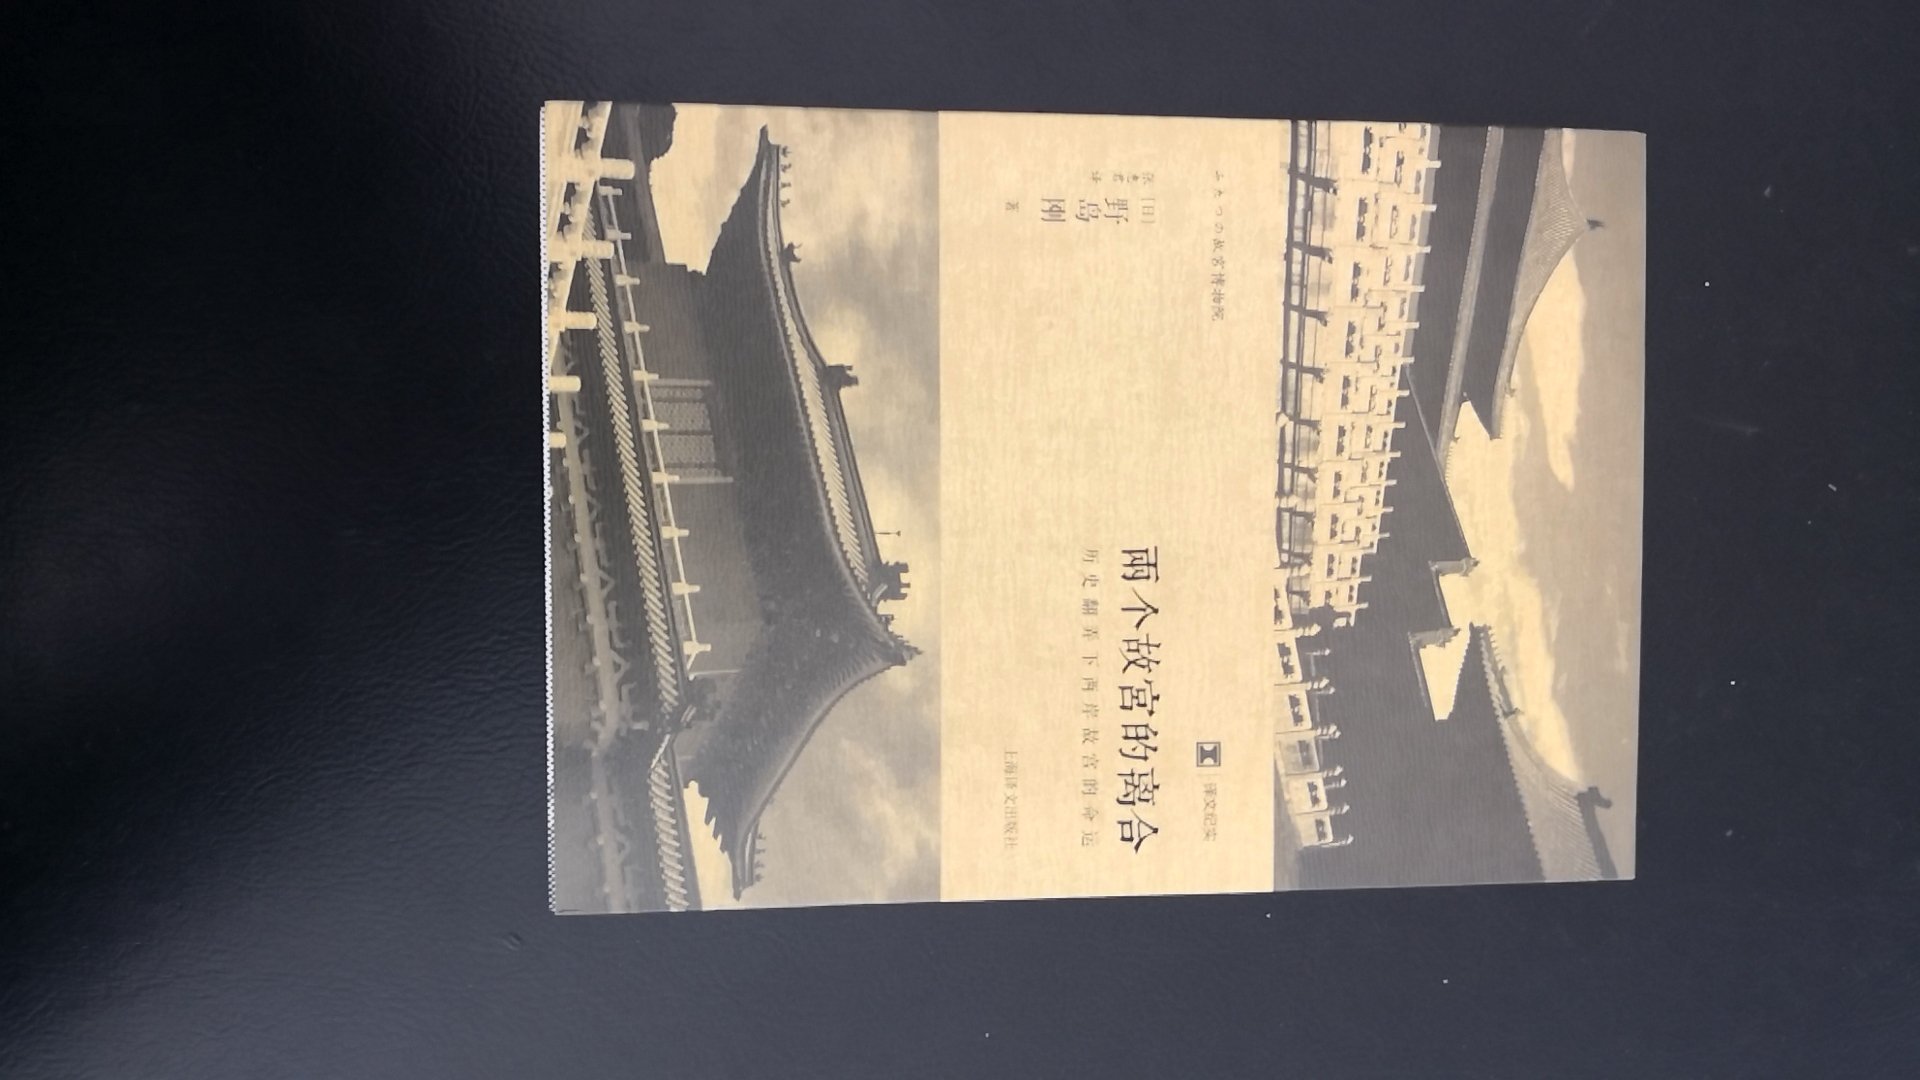 ふたつの故宮博物院
[日]
野岛刚
著
张惠君
译
译文纪实
兩个故宫的离合
历史翻弄下两岸故宫的命运
上海译文出版社